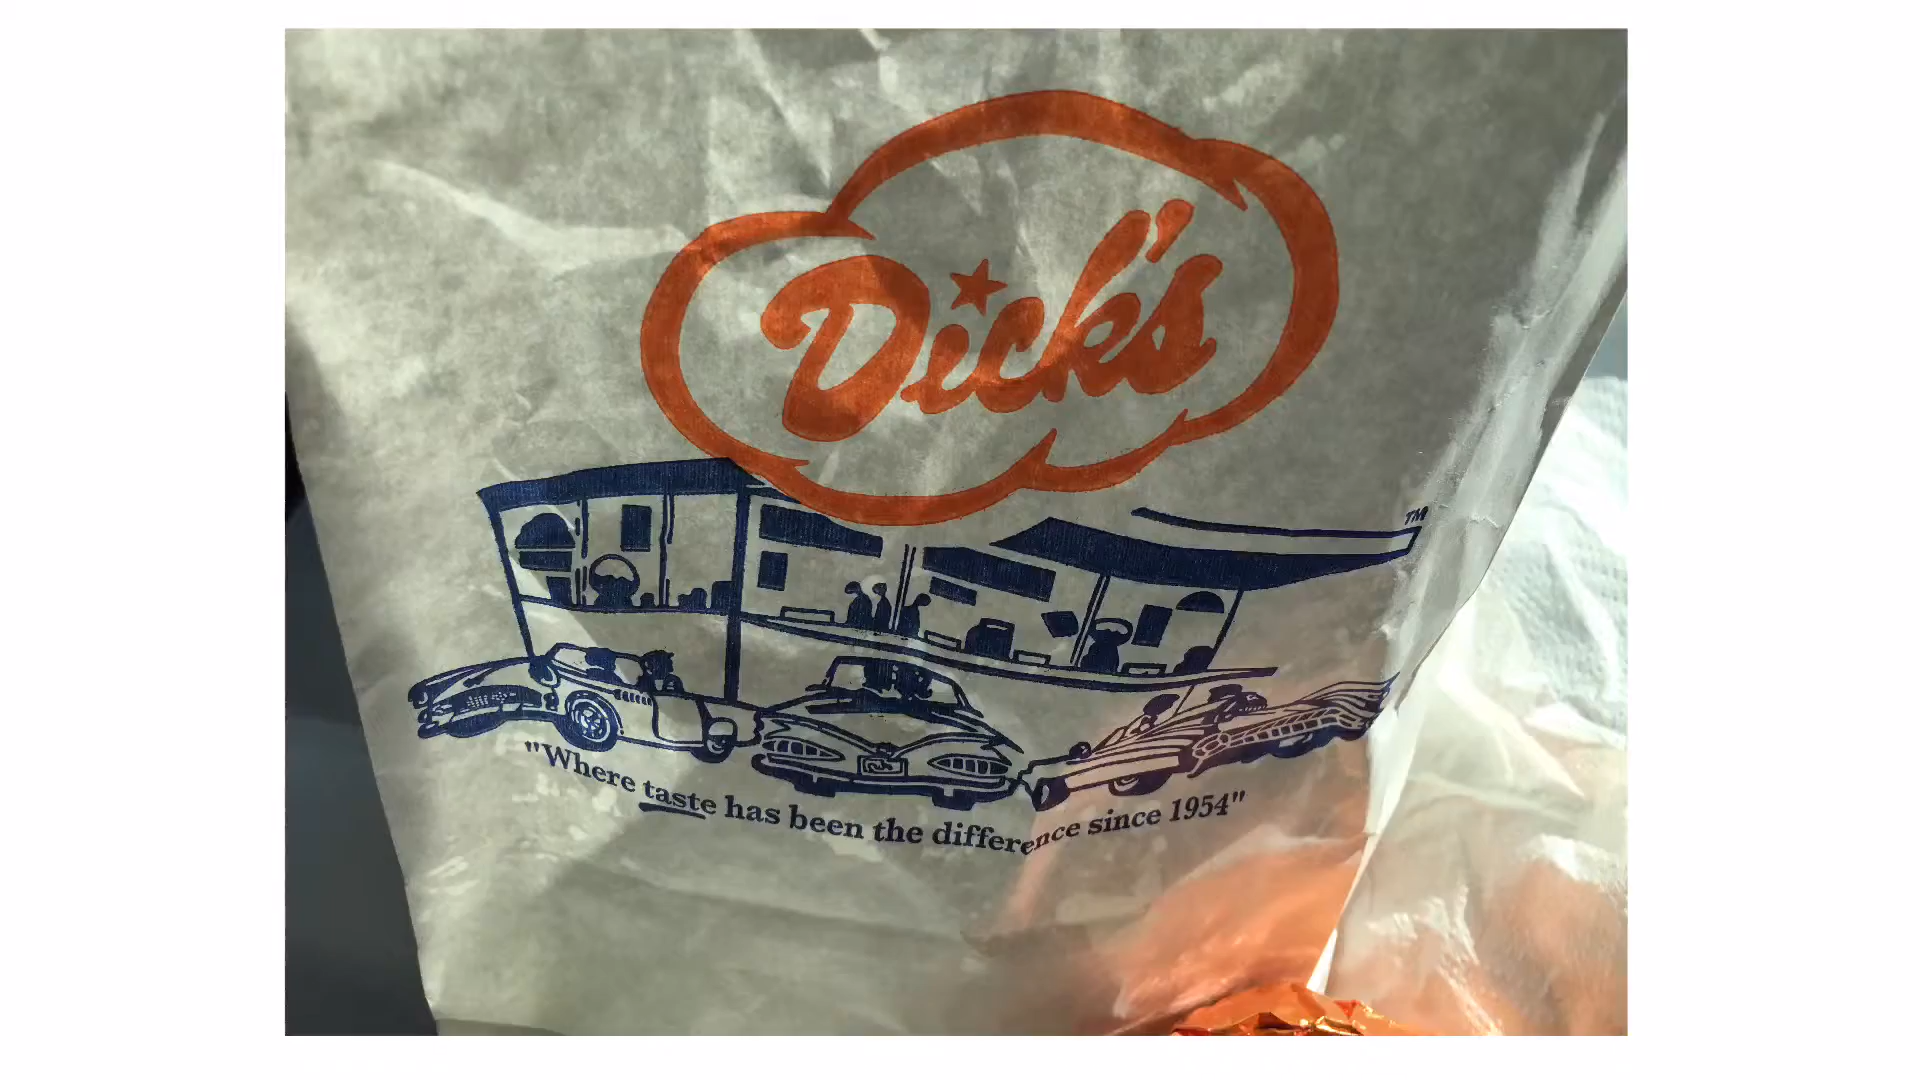 Dick's
TM
"Where taste has been the difference since 1954"